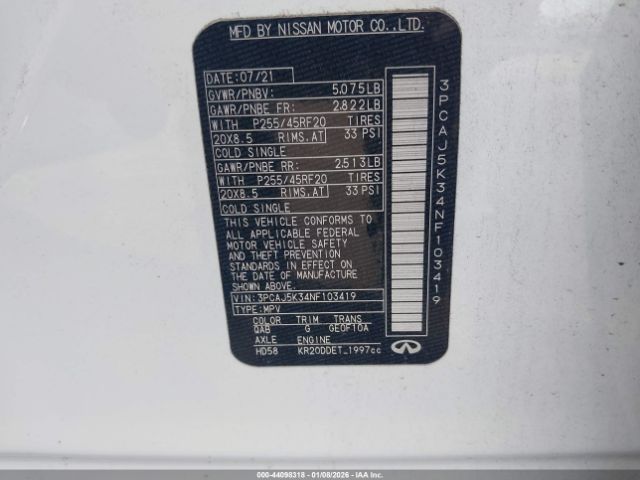 MFD BY NISSAN MOTOR CO.,LTD.
DATE:07/21
GVWR/PNBV: 5,075LB
GAWR/PNBE FR: 2,822LB
WITH P255/45RF20 TIRES
20X8.5 RIMS,AT 33 PSI
COLD SINGLE
GAWR/PNBE RR: 2,513LB
WITH P255/45RF20 TIRES
20X8.5 RIMS,AT 33 PSI
COLD SINGLE
THIS VEHICLE CONFORMS TO
ALL APPLICABLE FEDERAL
MOTOR VEHICLE SAFETY
AND THEFT PREVENTION
STANDARDS IN EFFECT ON
THE DATE OF MANUFACTURE
SHOWN ABOVE.
VIN:3PCAJ5K34NF103419
TYPE:MPV
COLOR TRIM TRANS
QAB G GE0F10A
AXLE ENGINE
HD58 KR20DDET_1997cc
3PCAJ5K34NF103419
INFINITI
000-44098318 - 01/08/2026 - IAA Inc.